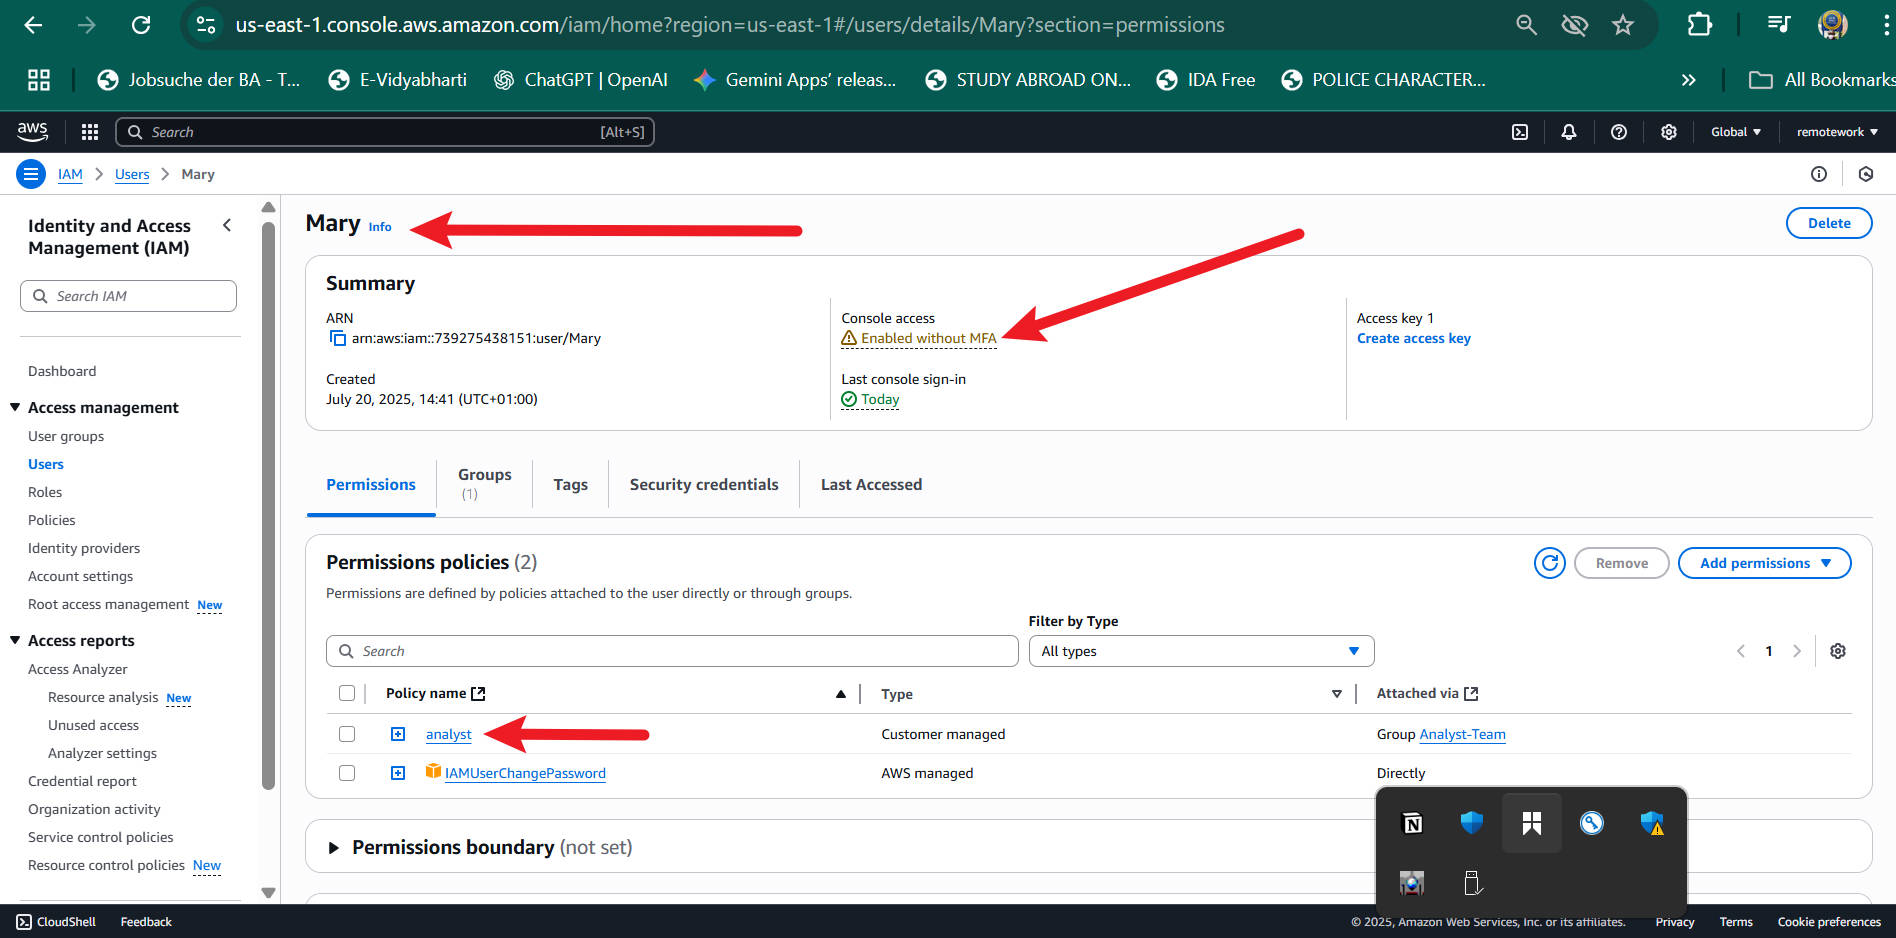 us-east-1.console.aws.amazon.com/iam/home?region=us-east-1#/users/details/Mary?section=permissions
Jobsuche der BA - T... E-Vidyabharti ChatGPT | OpenAI Gemini Apps’ releas... STUDY ABROAD ON... IDA Free POLICE CHARACTER... » All Bookmarks
aws Search [Alt+S] Global remotework
IAM > Users > Mary
Identity and Access
Management (IAM)
Search IAM
Dashboard
Access management
User groups
Users
Roles
Policies
Identity providers
Account settings
Root access management New
Access reports
Access Analyzer
Resource analysis New
Unused access
Analyzer settings
Credential report
Organization activity
Service control policies
Resource control policies New
Mary Info
Delete
Summary
ARN
arn:aws:iam::739275438151:user/Mary
Created
July 20, 2025, 14:41 (UTC+01:00)
Console access
Enabled without MFA
Last console sign-in
Today
Access key 1
Create access key
Permissions
Groups
(1)
Tags
Security credentials
Last Accessed
Permissions policies (2)
Remove
Add permissions
Permissions are defined by policies attached to the user directly or through groups.
Filter by Type
Search
All types
1
Policy name Type Attached via
analyst Customer managed Group Analyst-Team
IAMUserChangePassword AWS managed Directly
Permissions boundary (not set)
N
CloudShell Feedback © 2025, Amazon Web Services, Inc. or its affiliates. Privacy Terms Cookie preferences